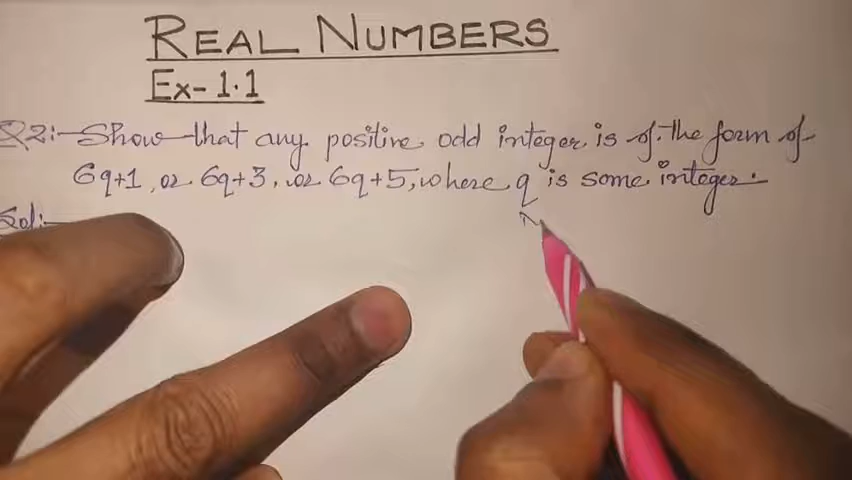 REAL NUMBERS
Ex-1.1
Q2:- Show that any positive odd integer is of the form of
6q+1, or 6q+3, or 6q+5, where q is some integer.
Sol:-